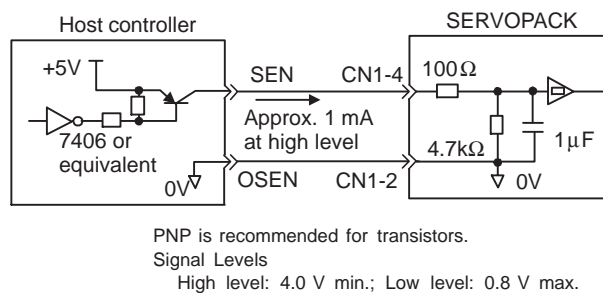 Host controller
SERVOPACK
+5V
SEN
CN1-4
100Ω
Approx. 1 mA
at high level
7406 or
equivalent
4.7kΩ
1μF
0V
OSEN
CN1-2
0V
PNP is recommended for transistors.
Signal Levels
High level: 4.0 V min.; Low level: 0.8 V max.